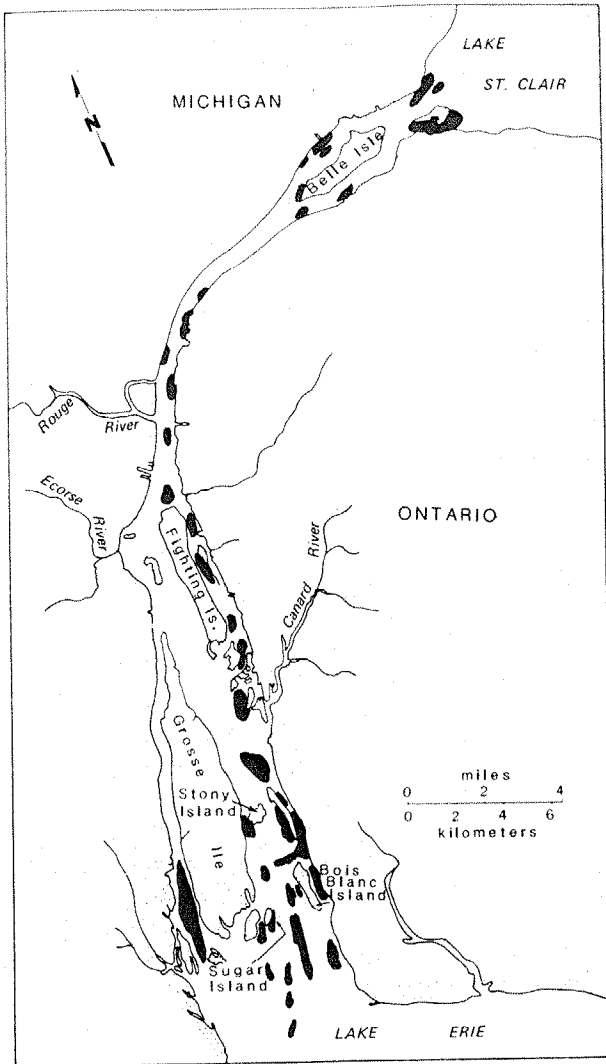 LAKE
ST. CLAIR
MICHIGAN
N
Belle Isle
Rouge
River
Ecorse
River
ONTARIO
Fighting Is.
Canard
River
Grosse
Ile
Stony
Island
miles
0 2 4
0 2 4 6
kilometers
Bois
Blanc
Island
Sugar
Island
LAKE ERIE